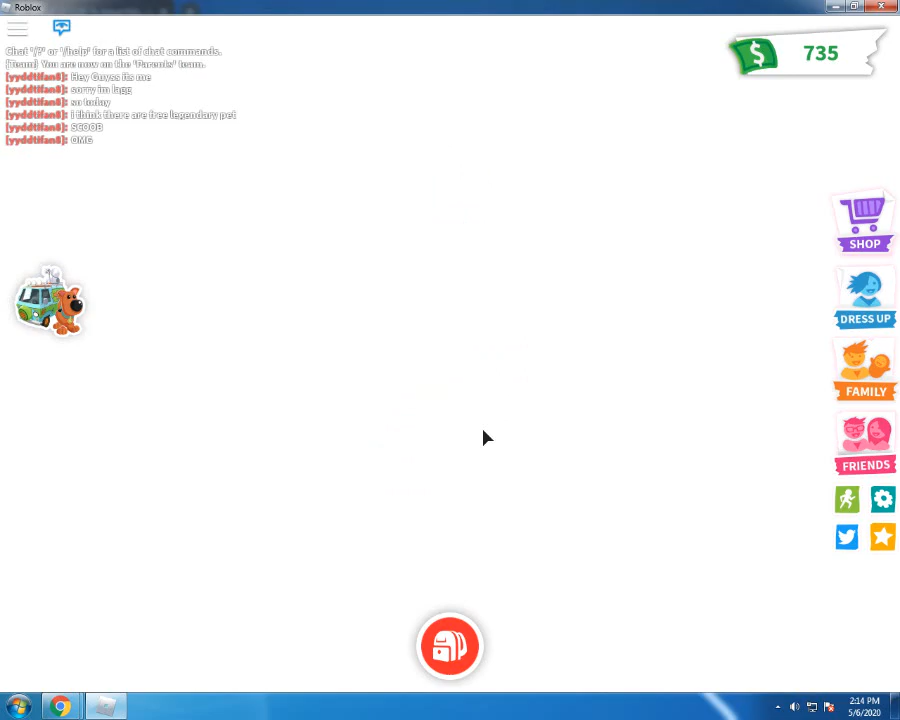 Roblox
Chat '/?' or '/help' for a list of chat commands.
{Team} You are now on the 'Parents' team.
[yyddtifan8]: Hey Guyss its me
[yyddtifan8]: sorry im lagg
[yyddtifan8]: so today
[yyddtifan8]: i think there are free legendary pet
[yyddtifan8]: SCOOB
[yyddtifan8]: OMG
$ 735
SHOP
DRESS UP
FAMILY
FRIENDS
2:14 PM
5/6/2020